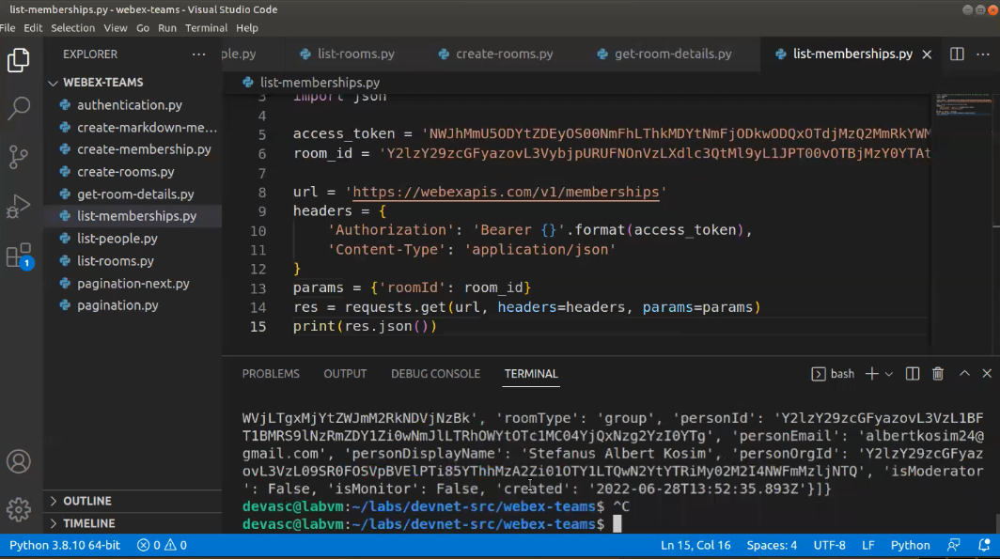 list-memberships.py - webex-teams - Visual Studio Code
File Edit Selection View Go Run Terminal Help
EXPLORER
WEBEX-TEAMS
authentication.py
create-markdown-me...
create-membership.py
create-rooms.py
get-room-details.py
list-memberships.py
list-people.py
list-rooms.py
pagination-next.py
pagination.py
OUTLINE
TIMELINE
1
ple.py list-rooms.py create-rooms.py get-room-details.py list-memberships.py
list-memberships.py
3 import json
4
5 access_token = 'NWJhMmU5ODYtZDEyOS00NmFhLThkMDYtNmFjODkwODQxOTdjMzQ2MmRkYWM
6 room_id = 'Y2lzY29zcGFyazovL3VybjpURUFNOnVzLXdlc3QtMl9yL1JPT00vOTBjMzY0YTAt
7
8 url = 'https://webexapis.com/v1/memberships'
9 headers = {
10 'Authorization': 'Bearer {}'.format(access_token),
11 'Content-Type': 'application/json'
12 }
13 params = {'roomId': room_id}
14 res = requests.get(url, headers=headers, params=params)
15 print(res.json())
PROBLEMS OUTPUT DEBUG CONSOLE TERMINAL bash
WVjLTgxMjYtZWJmM2RkNDVjNzBk', 'roomType': 'group', 'personId': 'Y2lzY29zcGFyazovL3VzL1BF
T1BMRS9lNzRmZDY1Zi0wNmJlLTRhOWYtOTc1MC04YjQxNzg2YzI0YTg', 'personEmail': 'albertkosim24@
gmail.com', 'personDisplayName': 'Stefanus Albert Kosim', 'personOrgId': 'Y2lzY29zcGFyaz
ovL3VzL09SR0FOSVpBVElPTi85YThhMzA2Zi01OTY1LTQwN2YtYTRiMy02M2I4NWFmMzljNTQ', 'isModerator
': False, 'isMonitor': False, 'created': '2022-06-28T13:52:35.893Z'}]}
devasc@labvm:~/labs/devnet-src/webex-teams$ ^C
devasc@labvm:~/labs/devnet-src/webex-teams$
Python 3.8.10 64-bit 0 0 Ln 15, Col 16 Spaces: 4 UTF-8 LF Python